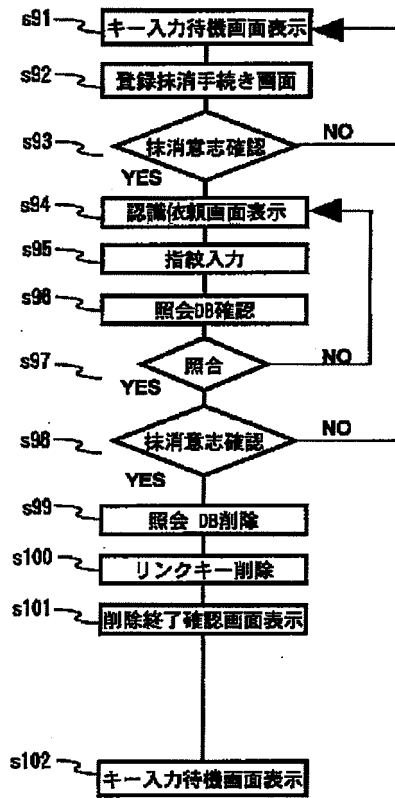 s91 キー入力待機画面表示
s92 登録抹消手続き画面
s93 抹消意志確認 NO
YES
s94 認識依頼画面表示
s95 指紋入力
s96 照会DB確認
s97 照合 NO
YES
s98 抹消意志確認 NO
YES
s99 照会 DB削除
s100 リンクキー削除
s101 削除終了確認画面表示
s102 キー入力待機画面表示